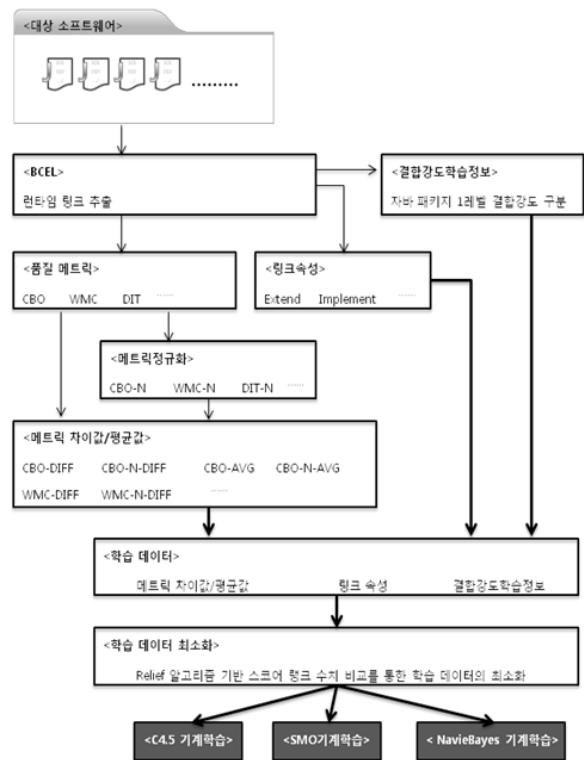 <대상 소프트웨어>
.........
<BCEL>
런타임 링크 추출
<결합강도학습정보>
자바 패키지 1레벨 결합강도 구분
<품질 메트릭>
CBO WMC DIT ......
<링크속성>
Extend Implement ......
<메트릭정규화>
CBO-N WMC-N DIT-N ......
<메트릭 차이값/평균값>
CBO-DIFF CBO-N-DIFF CBO-AVG CBO-N-AVG
WMC-DIFF WMC-N-DIFF ......
<학습 데이터>
메트릭 차이값/평균값 링크 속성 결합강도학습정보
<학습 데이터 최소화>
Relief 알고리즘 기반 스코어 랭크 수치 비교를 통한 학습 데이터의 최소화
<C4.5 기계학습>
<SMO기계학습>
< NavieBayes 기계학습>